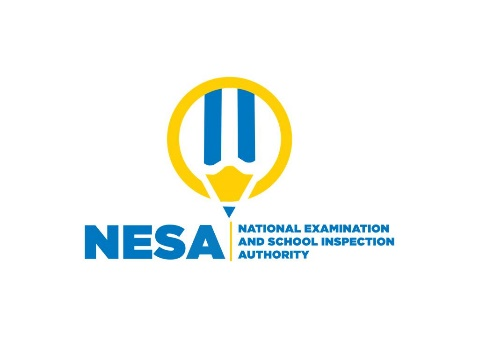 NESA
NATIONAL EXAMINATION
AND SCHOOL INSPECTION
AUTHORITY